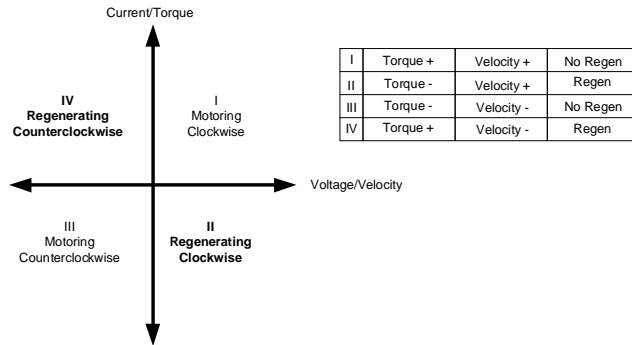 Current/Torque
IV
Regenerating
Counterclockwise
I
Motoring
Clockwise
Voltage/Velocity
III
Motoring
Counterclockwise
II
Regenerating
Clockwise
I Torque + Velocity + No Regen
II Torque - Velocity + Regen
III Torque - Velocity - No Regen
IV Torque + Velocity - Regen